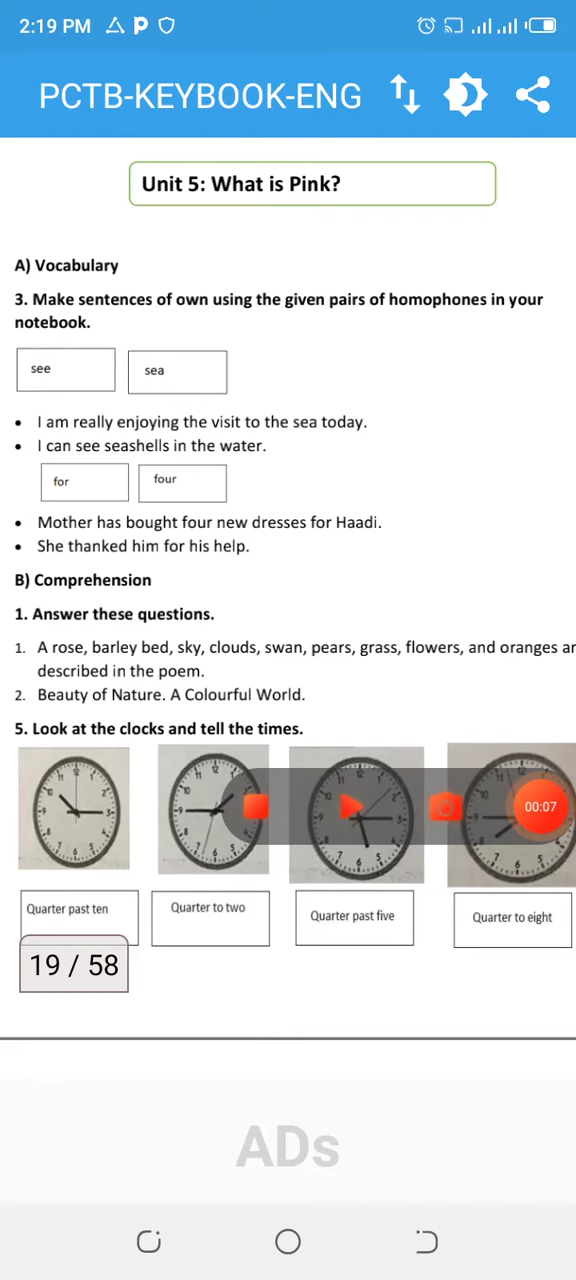 2:19 PM
PCTB-KEYBOOK-ENG
Unit 5: What is Pink?
A) Vocabulary
3. Make sentences of own using the given pairs of homophones in your
notebook.
see sea
• I am really enjoying the visit to the sea today.
• I can see seashells in the water.
for four
• Mother has bought four new dresses for Haadi.
• She thanked him for his help.
B) Comprehension
1. Answer these questions.
1. A rose, barley bed, sky, clouds, swan, pears, grass, flowers, and oranges ar
described in the poem.
2. Beauty of Nature. A Colourful World.
5. Look at the clocks and tell the times.
00:07
Quarter past ten Quarter to two Quarter past five Quarter to eight
19 / 58
ADs